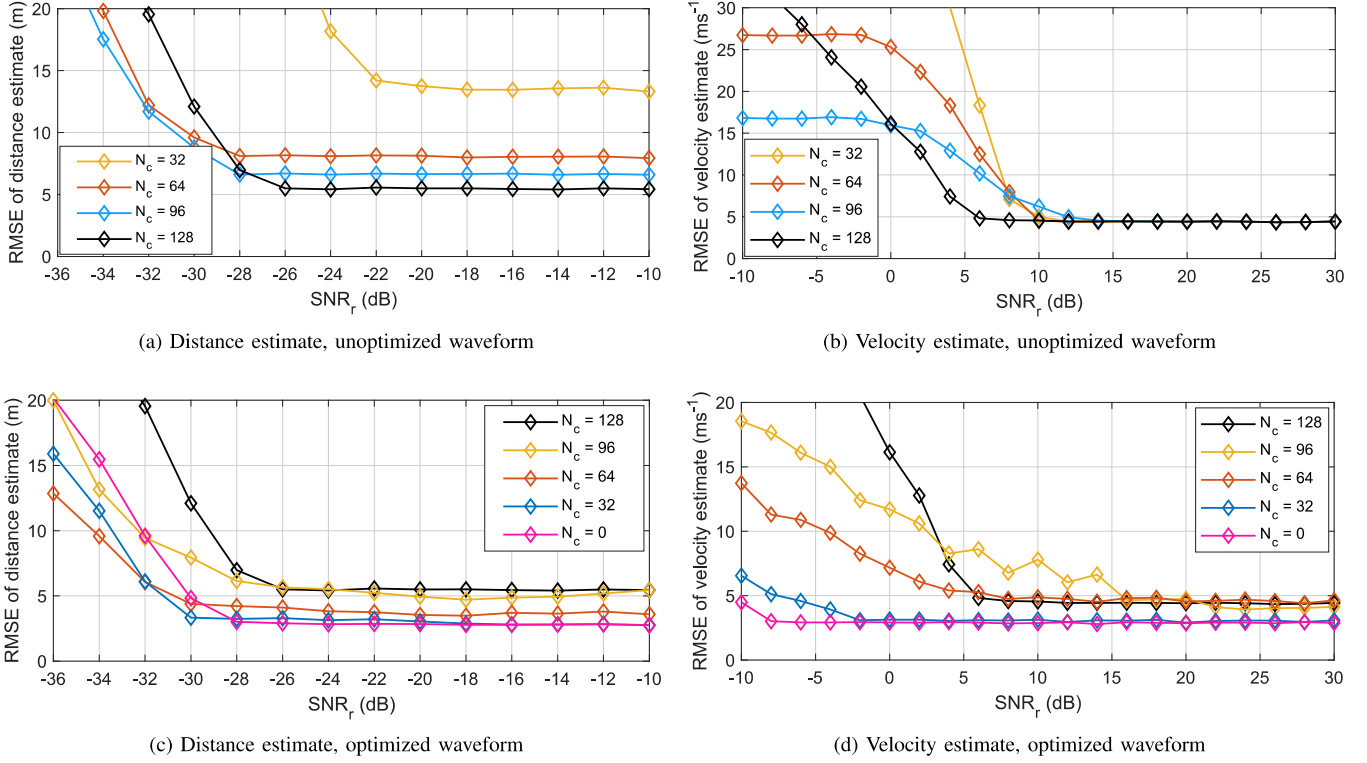 20
15
10
5
0
RMSE of distance estimate (m)
N_c = 32
N_c = 64
N_c = 96
N_c = 128
-36 -34 -32 -30 -28 -26 -24 -22 -20 -18 -16 -14 -12 -10
SNR_r (dB)
(a) Distance estimate, unoptimized waveform
30
25
20
15
10
5
0
RMSE of velocity estimate (ms^-1)
N_c = 32
N_c = 64
N_c = 96
N_c = 128
-10 -5 0 5 10 15 20 25 30
SNR_r (dB)
(b) Velocity estimate, unoptimized waveform
20
15
10
5
0
RMSE of distance estimate (m)
N_c = 128
N_c = 96
N_c = 64
N_c = 32
N_c = 0
-36 -34 -32 -30 -28 -26 -24 -22 -20 -18 -16 -14 -12 -10
SNR_r (dB)
(c) Distance estimate, optimized waveform
20
15
10
5
0
RMSE of velocity estimate (ms^-1)
N_c = 128
N_c = 96
N_c = 64
N_c = 32
N_c = 0
-10 -5 0 5 10 15 20 25 30
SNR_r (dB)
(d) Velocity estimate, optimized waveform